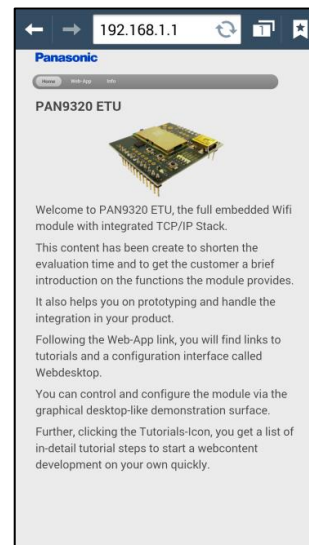 192.168.1.1
1
Panasonic
Home Web-App Info
PAN9320 ETU
Welcome to PAN9320 ETU, the full embedded Wifi
module with integrated TCP/IP Stack.
This content has been create to shorten the
evaluation time and to get the customer a brief
introduction on the functions the module provides.
It also helps you on prototyping and handle the
integration in your product.
Following the Web-App link, you will find links to
tutorials and a configuration interface called
Webdesktop.
You can control and configure the module via the
graphical desktop-like demonstration surface.
Further, clicking the Tutorials-Icon, you get a list of
in-detail tutorial steps to start a webcontent
development on your own quickly.